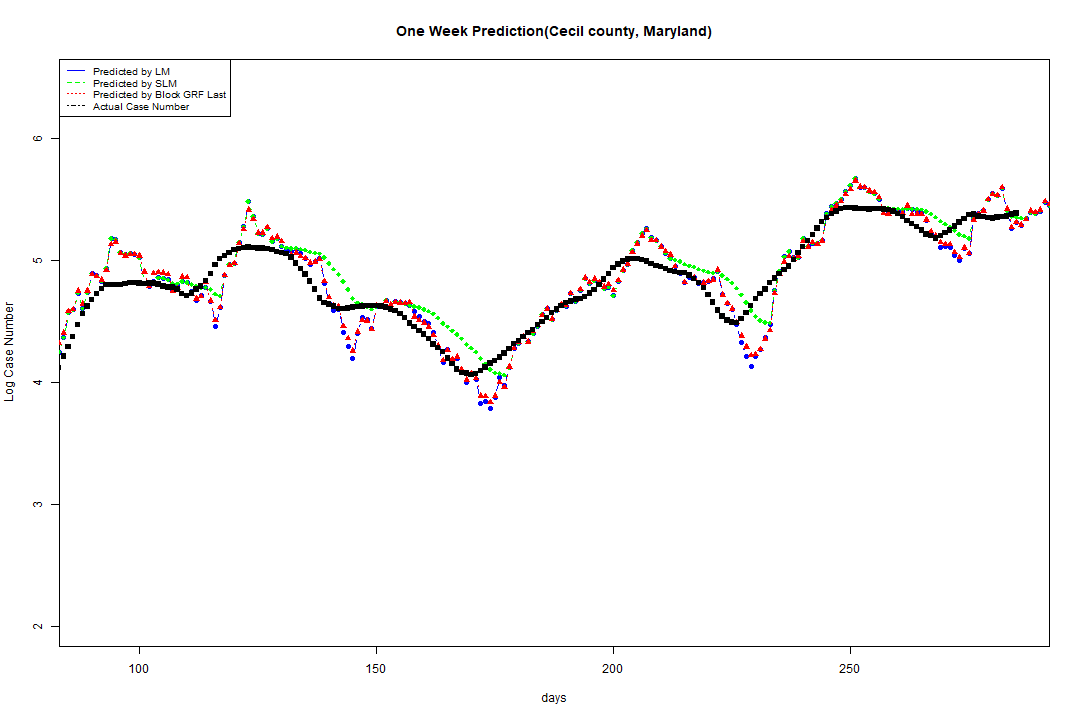 One Week Prediction(Cecil county, Maryland)
Predicted by LM
Predicted by SLM
Predicted by Block GRF Last
Actual Case Number
Log Case Number
6
5
4
3
2
100 150 200 250
days